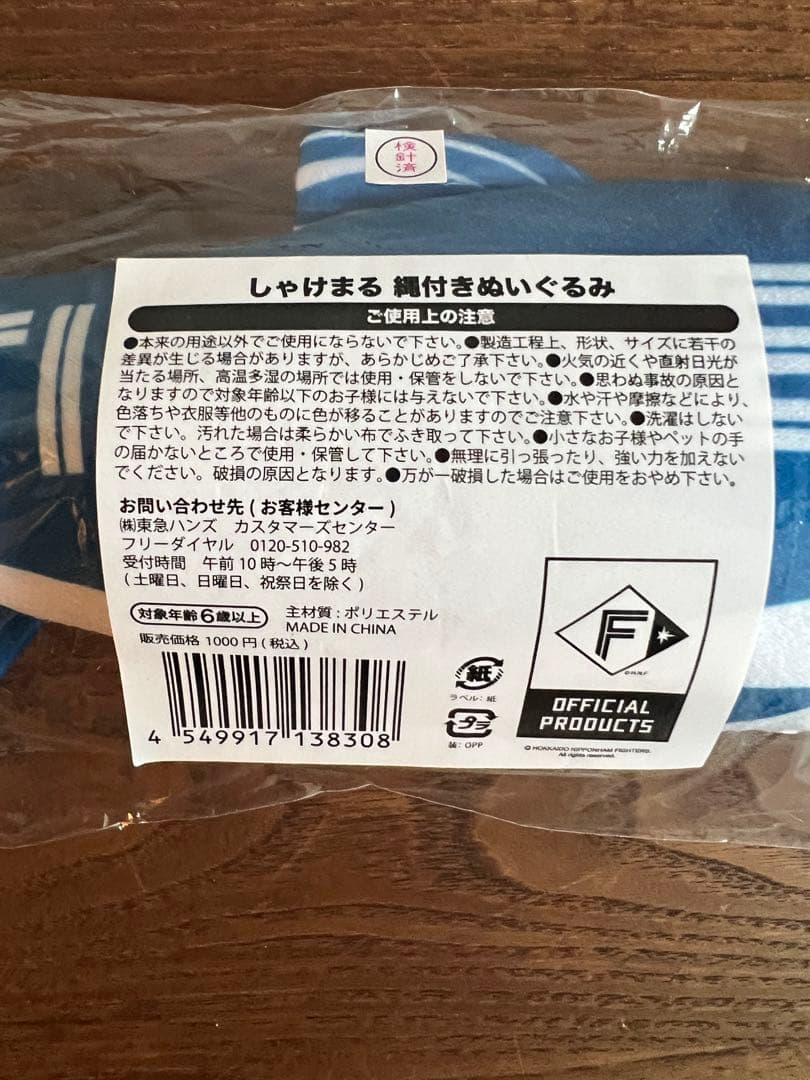 検
針
済
しゃけまる 縄付きぬいぐるみ
ご使用上の注意
●本来の用途以外でご使用にならないで下さい。●製造工程上、形状、サイズに若干の
差異が生じる場合がありますが、あらかじめご了承下さい。●火気の近くや直射日光が
当たる場所、高温多湿の場所では使用・保管をしないで下さい。●思わぬ事故の原因と
なりますので対象年齢以下のお子様には与えないで下さい。●水や汗や摩擦などにより、
色落ちや衣服等他のものに色が移ることがありますのでご注意下さい。●洗濯はしない
で下さい。汚れた場合は柔らかい布でふき取って下さい。●小さなお子様やペットの手
の届かないところで使用・保管して下さい。●無理に引っ張ったり、強い力を加えない
でください。破損の原因となります。●万が一破損した場合はご使用をおやめ下さい。
お問い合わせ先 ( お客様センター )
㈱東急ハンズ カスタマーズセンター
フリーダイヤル 0120-510-982
受付時間 午前 10 時〜午後 5 時
( 土曜日、日曜日、祝祭日を除く )
対象年齢 6 歳以上 主材質 : ポリエステル
MADE IN CHINA
販売価格 1000 円 ( 税込 )
4 549917 138308
紙
ラベル: 紙
プラ
袋: OPP
F
©H.N.F
OFFICIAL
PRODUCTS
© HOKKAIDO NIPPONHAM FIGHTERS.
All rights reserved.